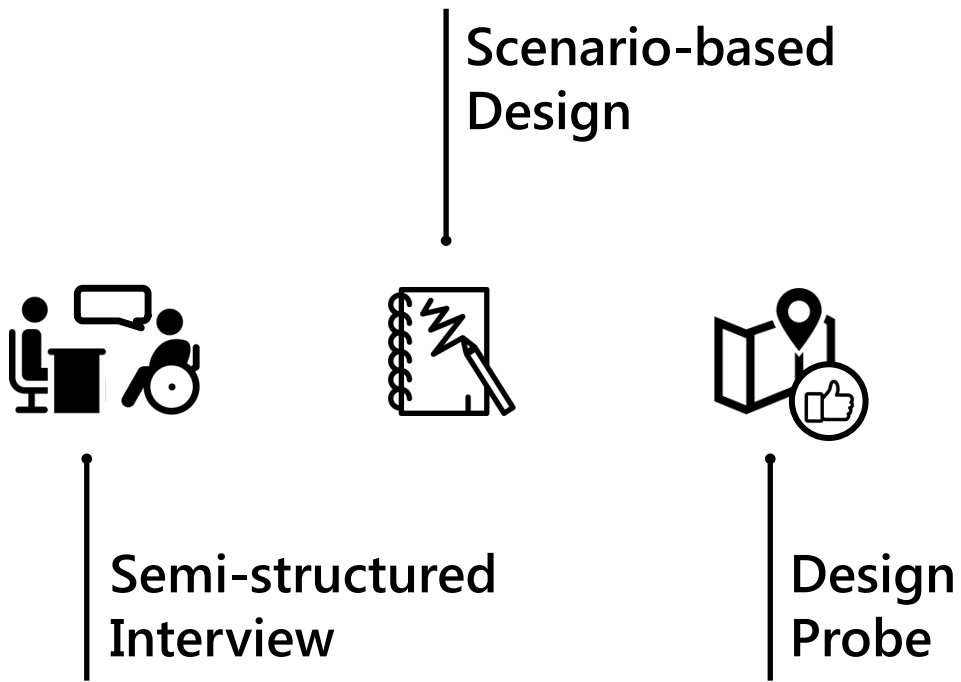 Scenario-based
Design
Semi-structured
Interview
Design
Probe